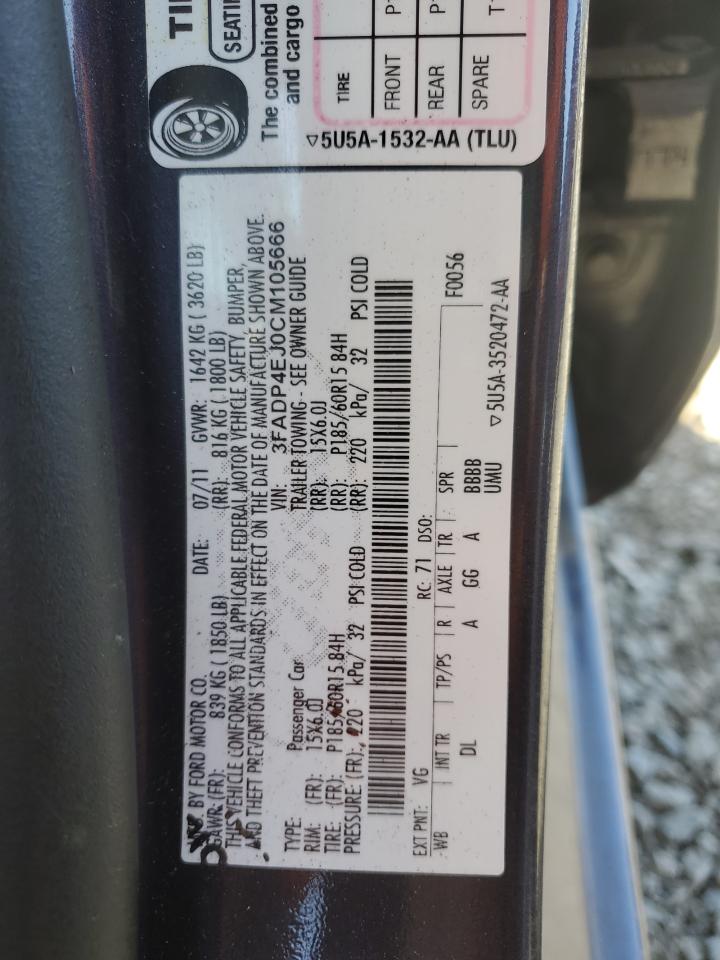 TIR
SEATIN
The combined
and cargo
TIRE
FRONT P1
REAR P1
SPARE T1
▽5U5A-1532-AA (TLU)
BY FORD MOTOR CO. DATE: 07/11 GVWR: 1642 KG ( 3620 LB)
GAWR: (FR): 839 KG ( 1850 LB) (RR): 816 KG ( 1800 LB)
THIS VEHICLE CONFORMS TO ALL APPLICABLE FEDERAL MOTOR VEHICLE SAFETY, BUMPER,
AND THEFT PREVENTION STANDARDS IN EFFECT ON THE DATE OF MANUFACTURE SHOWN ABOVE.
VIN: 3FADP4EJ0CM105666
TYPE: Passenger Car TRAILER TOWING - SEE OWNER GUIDE
RIM: (FR): 15X6.0J (RR): 15X6.0J
TIRE: (FR): P185/60R15 84H (RR): P185/60R15 84H
PRESSURE (FR): 220 kPa/ 32 PSI COLD (RR): 220 kPa/ 32 PSI COLD
EXT PNT: VG RC: 71 DSO: F0056
WB INT TR TP/PS R AXLE TR SPR
DL A GG A BBBB
UMU
▽5U5A-3520472-AA